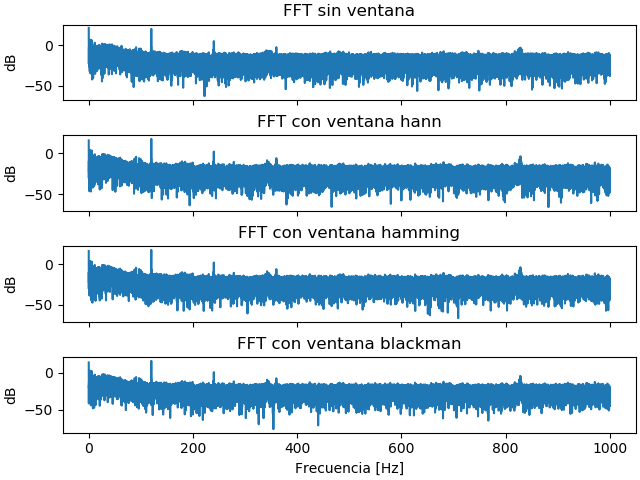 FFT sin ventana
0
−50
dB
FFT con ventana hann
0
−50
dB
FFT con ventana hamming
0
−50
dB
FFT con ventana blackman
0
−50
dB
0 200 400 600 800 1000
Frecuencia [Hz]